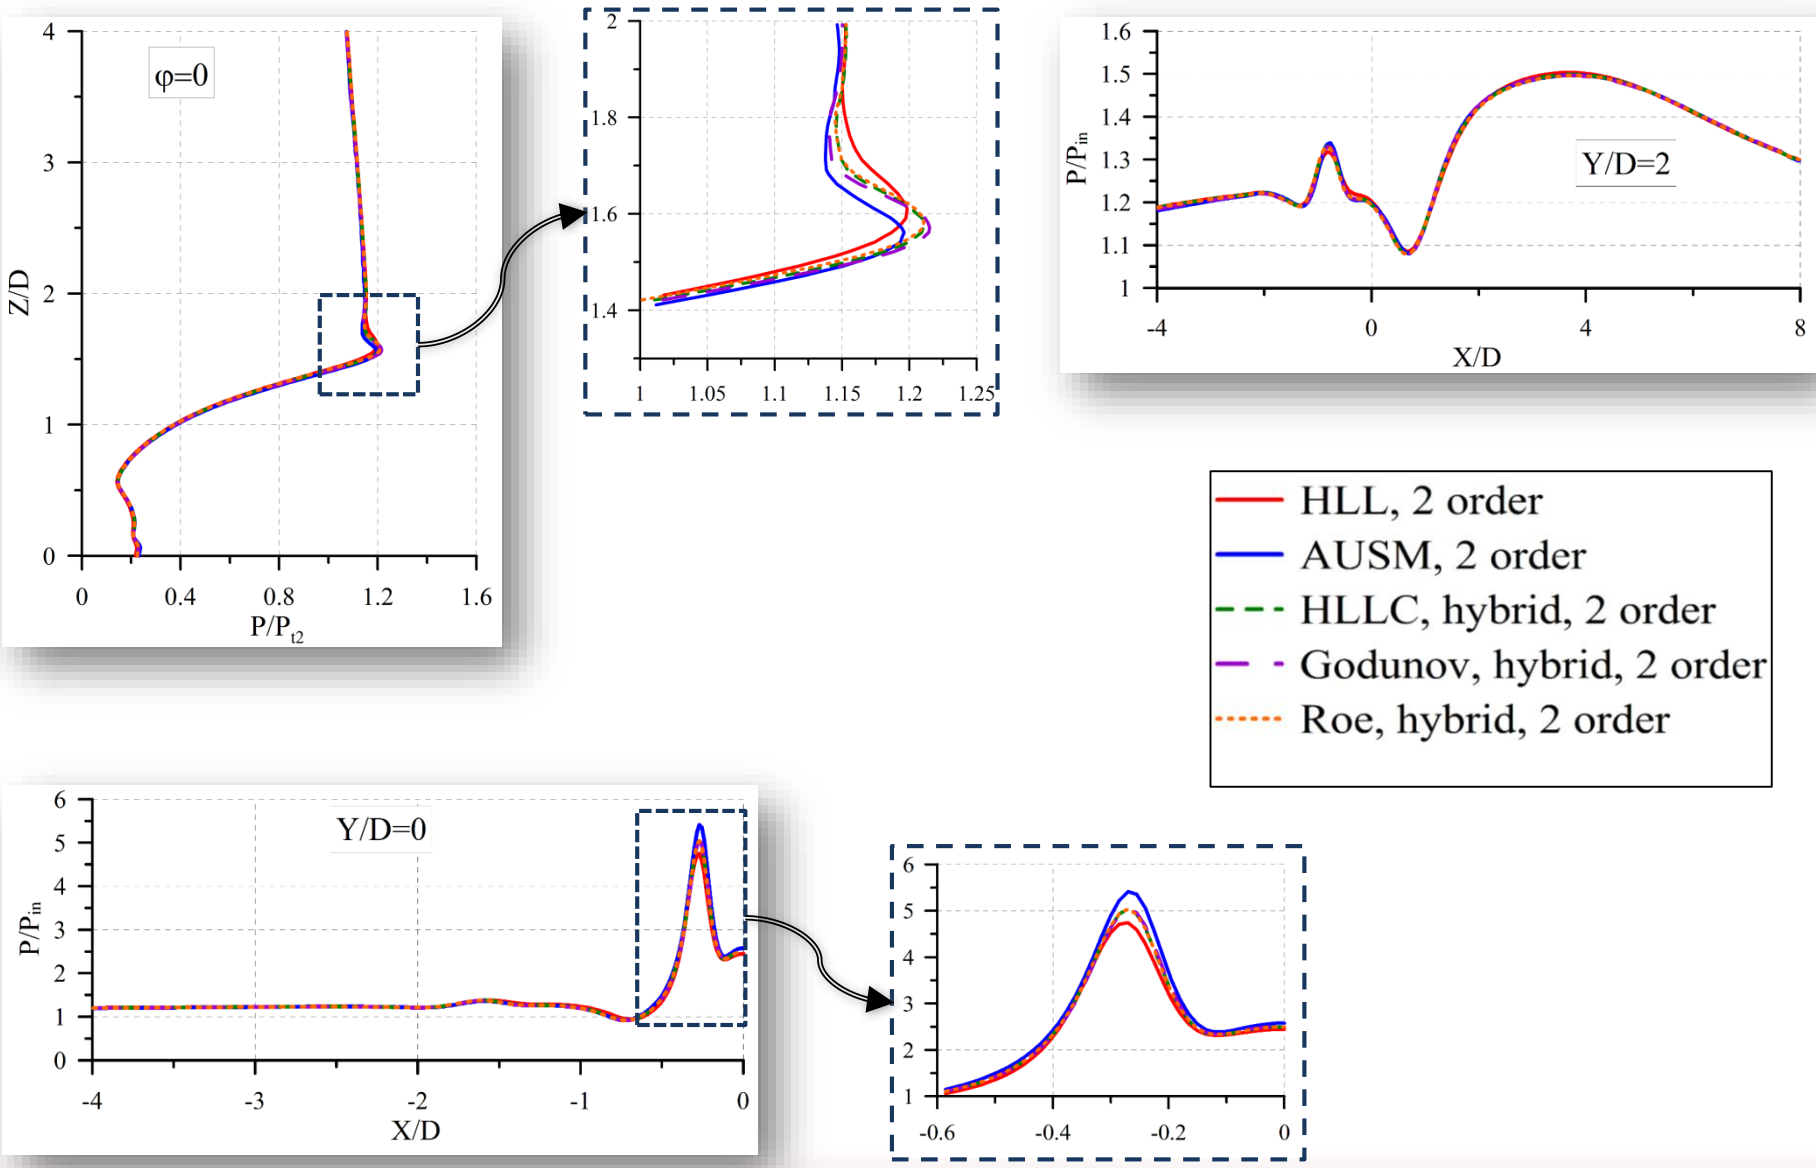 4
3
2
1
0
Z/D
φ=0
0 0.4 0.8 1.2 1.6
P/Pt2
2
1.8
1.6
1.4
1 1.05 1.1 1.15 1.2 1.25
1.6
1.5
1.4
1.3
1.2
1.1
1
P/Pin
Y/D=2
-4 0 4 8
X/D
HLL, 2 order
AUSM, 2 order
HLLC, hybrid, 2 order
Godunov, hybrid, 2 order
Roe, hybrid, 2 order
6
5
4
3
2
1
0
P/Pin
Y/D=0
-4 -3 -2 -1 0
X/D
6
5
4
3
2
1
-0.6 -0.4 -0.2 0